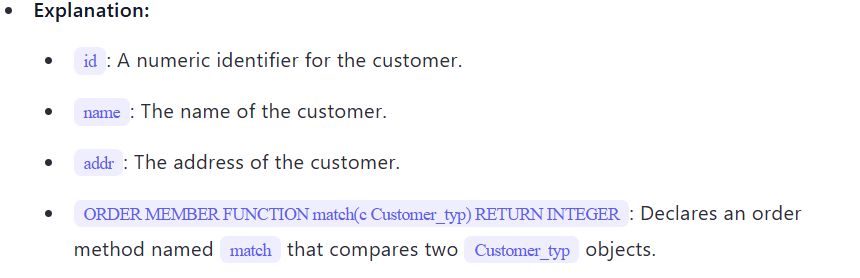 Explanation:
id : A numeric identifier for the customer.
name : The name of the customer.
addr : The address of the customer.
ORDER MEMBER FUNCTION match(c Customer_typ) RETURN INTEGER : Declares an order
method named match that compares two Customer_typ objects.